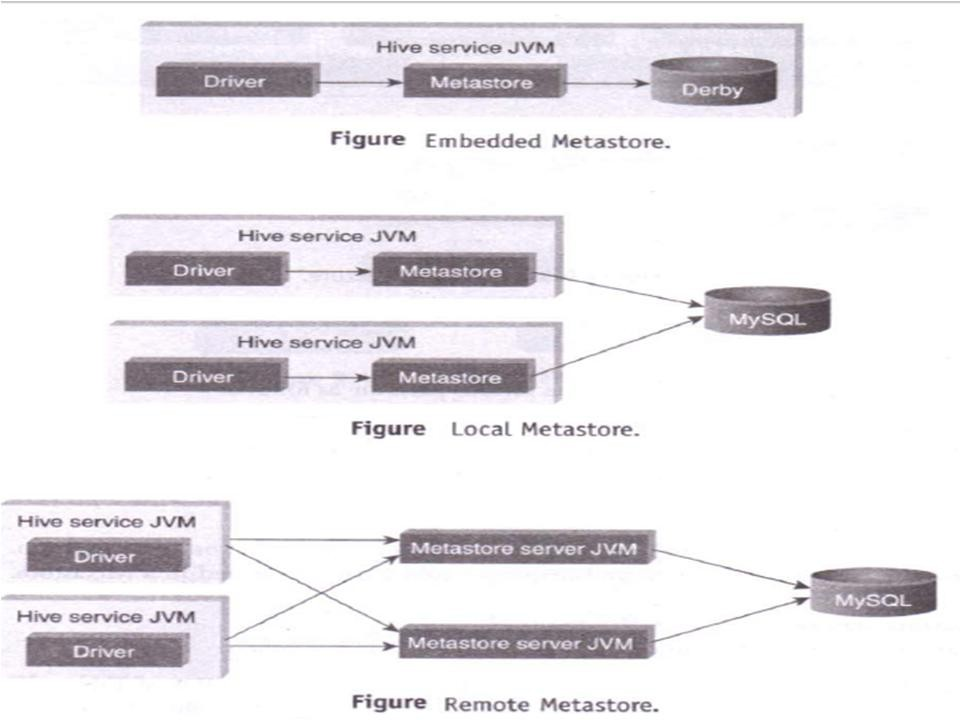 Hive service JVM
Driver
Metastore
Derby
Figure Embedded Metastore.
Hive service JVM
Driver
Metastore
MySQL
Hive service JVM
Driver
Metastore
Figure Local Metastore.
Hive service JVM
Driver
Metastore server JVM
MySQL
Hive service JVM
Driver
Metastore server JVM
Figure Remote Metastore.